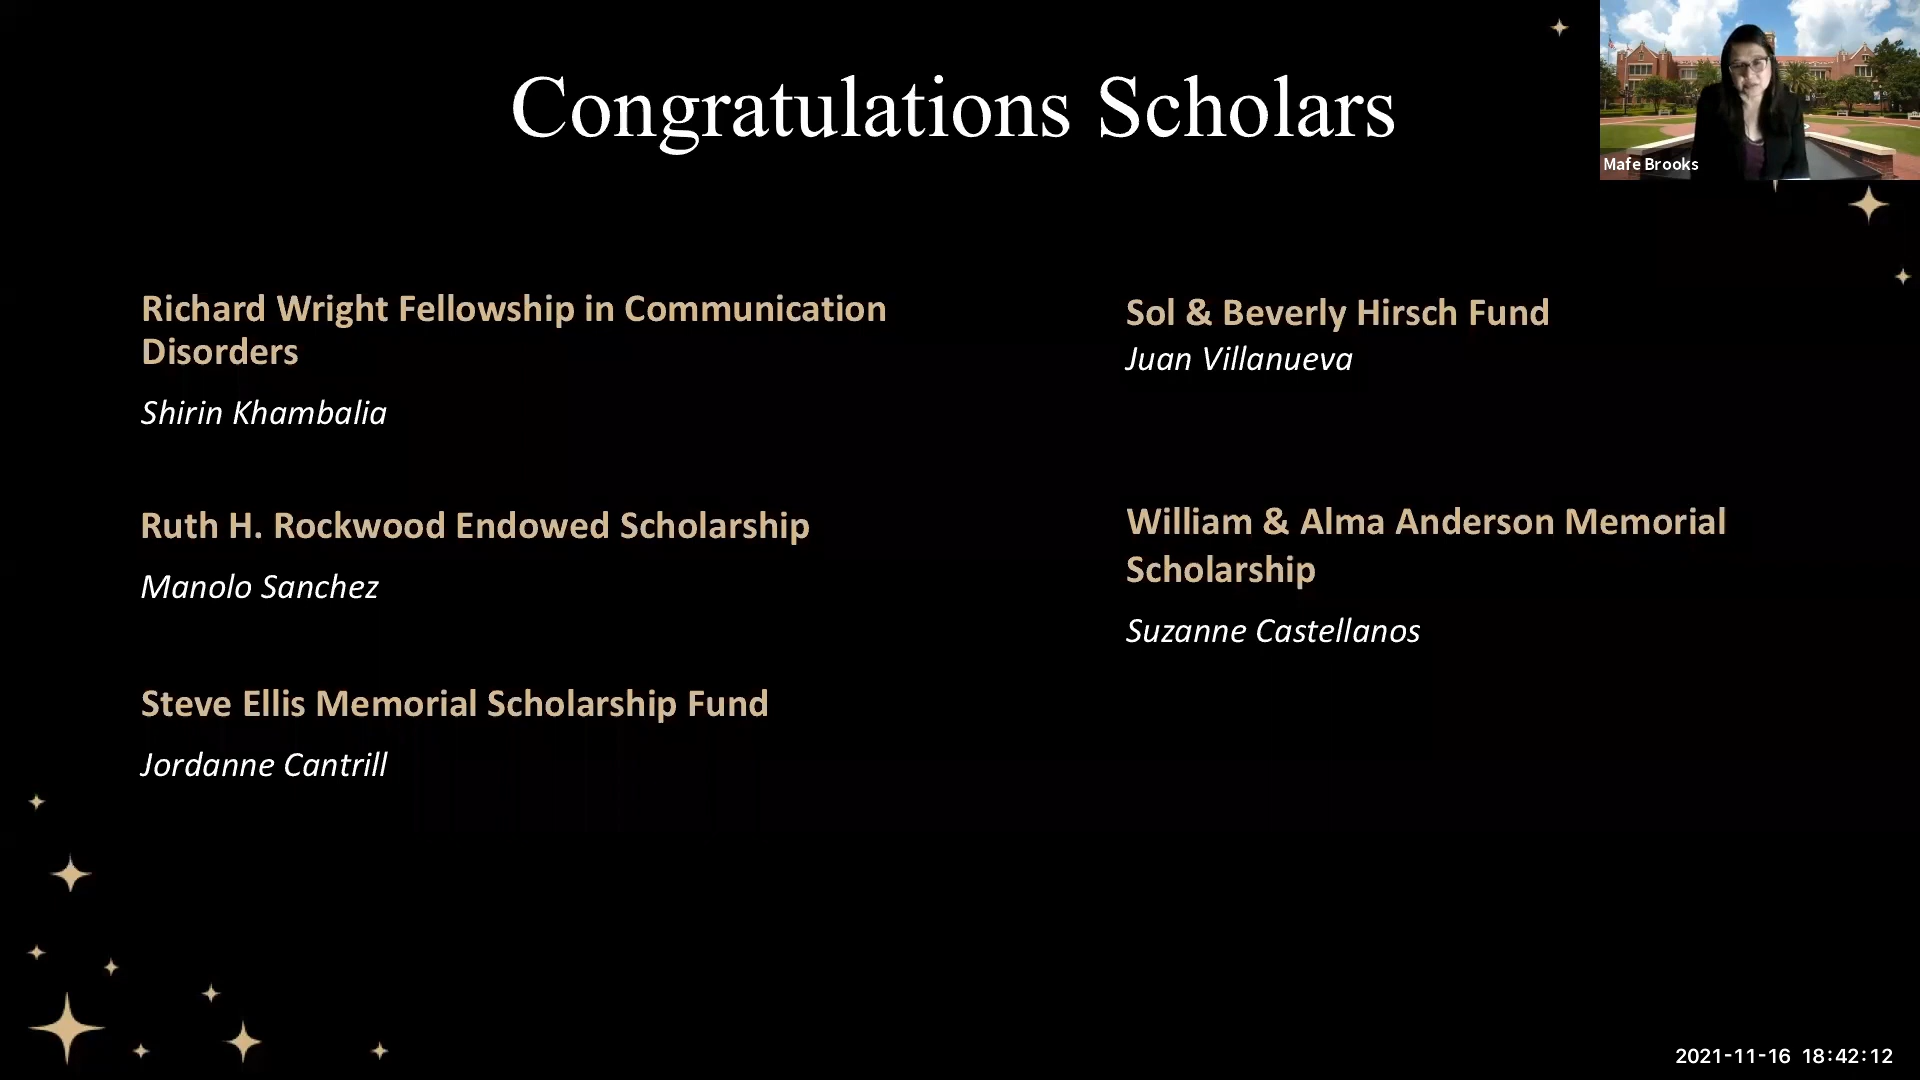 Congratulations Scholars
Mafe Brooks
Richard Wright Fellowship in Communication
Disorders
Shirin Khambalia
Ruth H. Rockwood Endowed Scholarship
Manolo Sanchez
Steve Ellis Memorial Scholarship Fund
Jordanne Cantrill
Sol & Beverly Hirsch Fund
Juan Villanueva
William & Alma Anderson Memorial
Scholarship
Suzanne Castellanos
2021-11-16 18:42:12